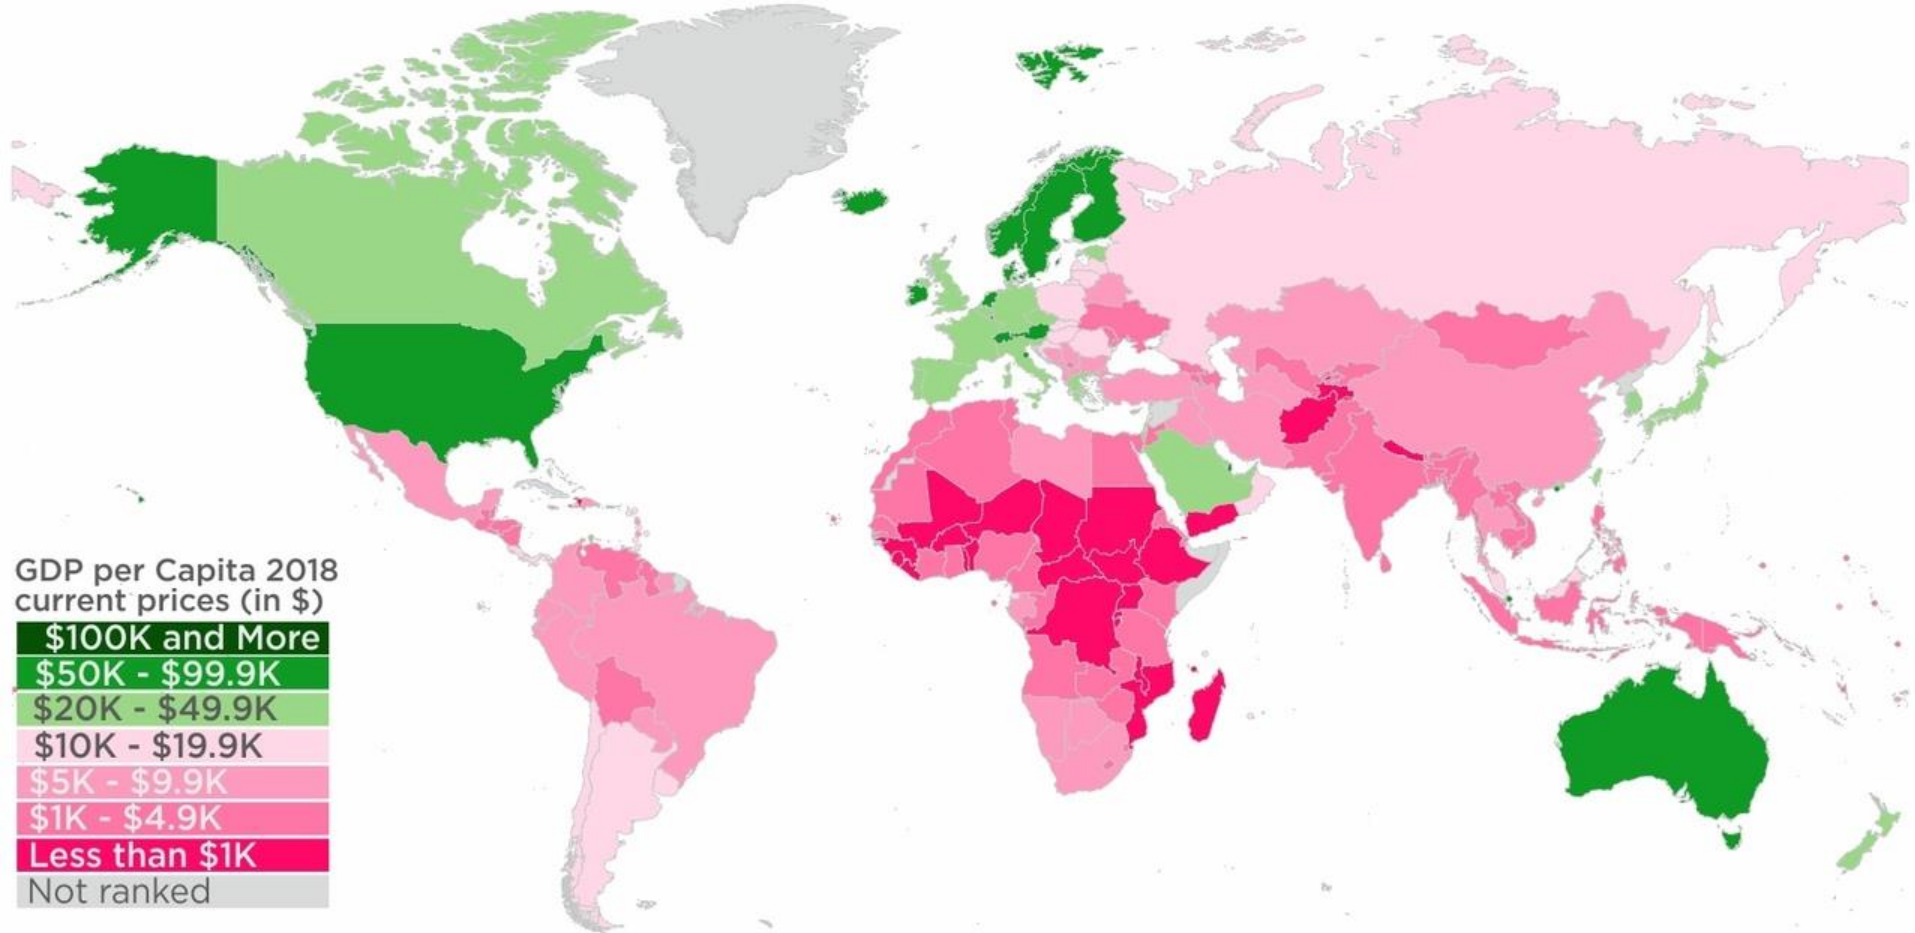 GDP per Capita 2018
current prices (in $)
$100K and More
$50K - $99.9K
$20K - $49.9K
$10K - $19.9K
$5K - $9.9K
$1K - $4.9K
Less than $1K
Not ranked